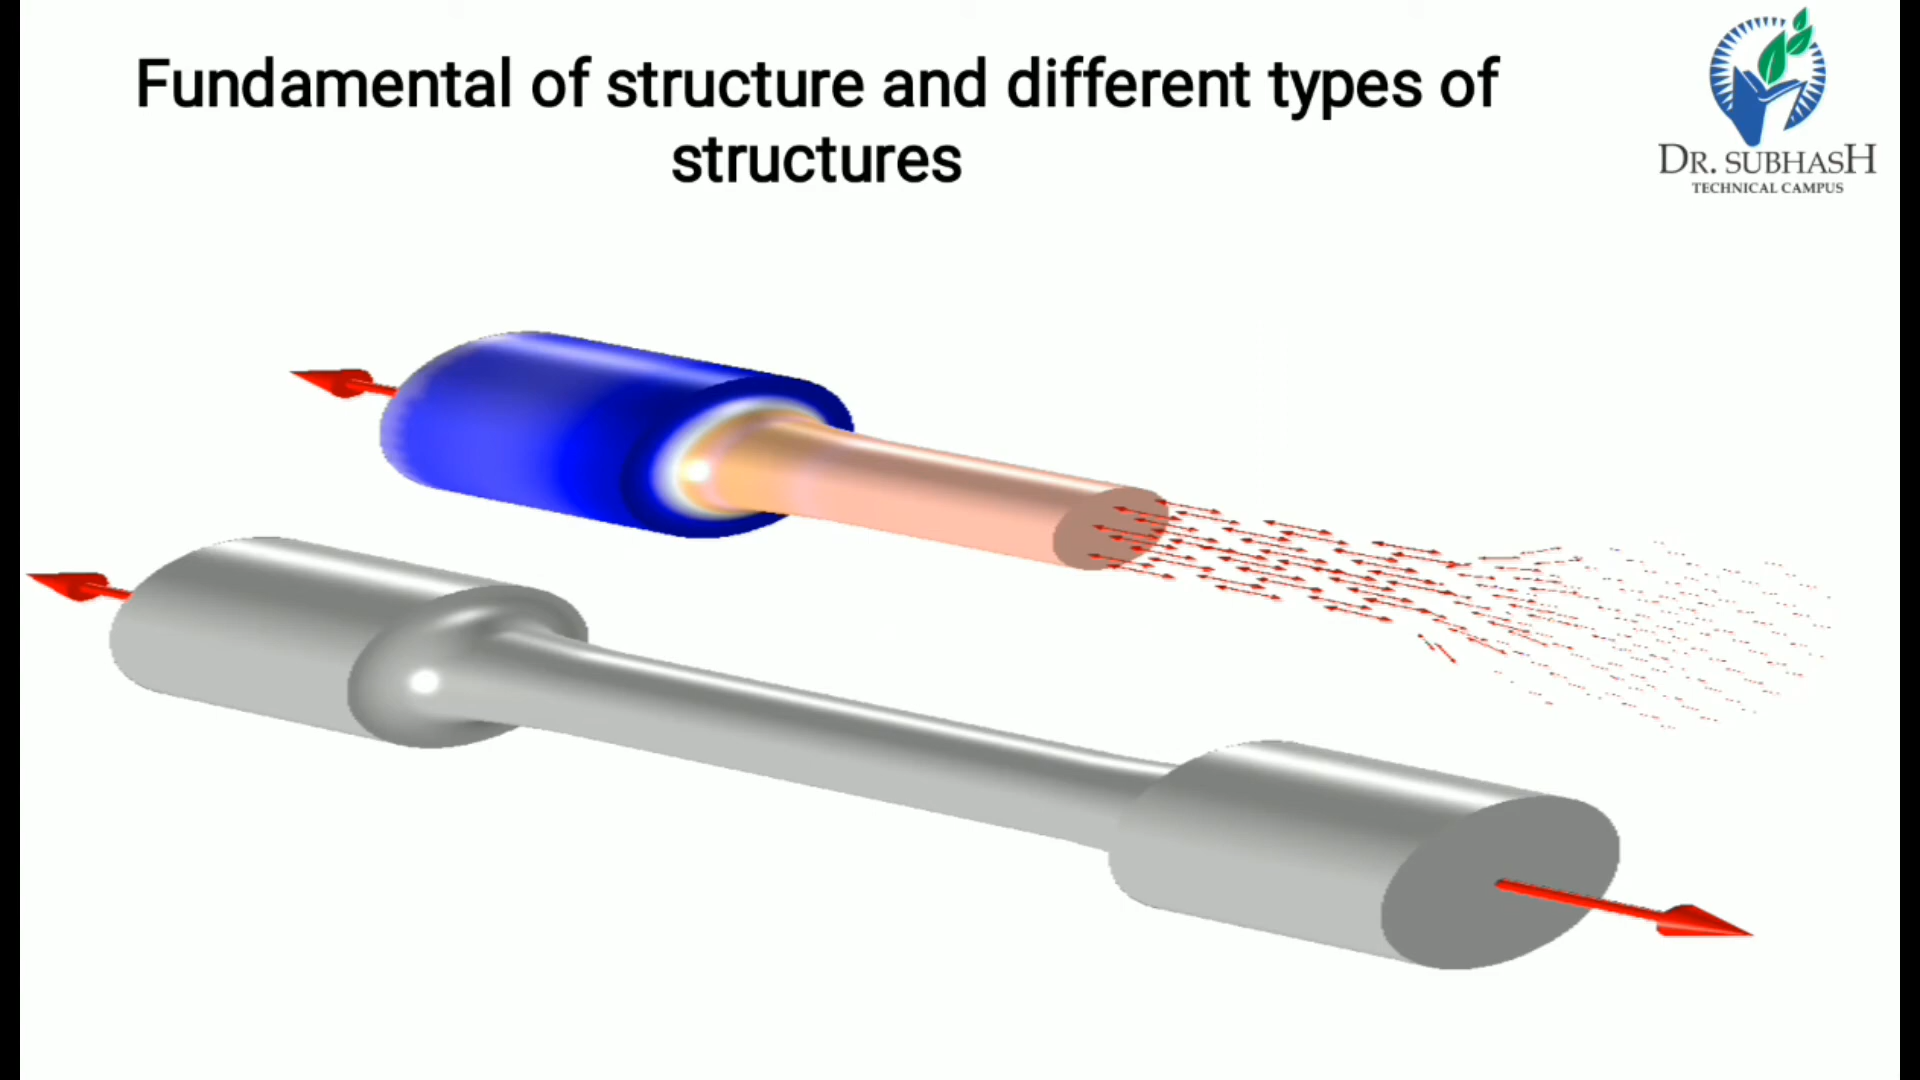 Fundamental of structure and different types of
structures
DR. SUBHASH
TECHNICAL CAMPUS